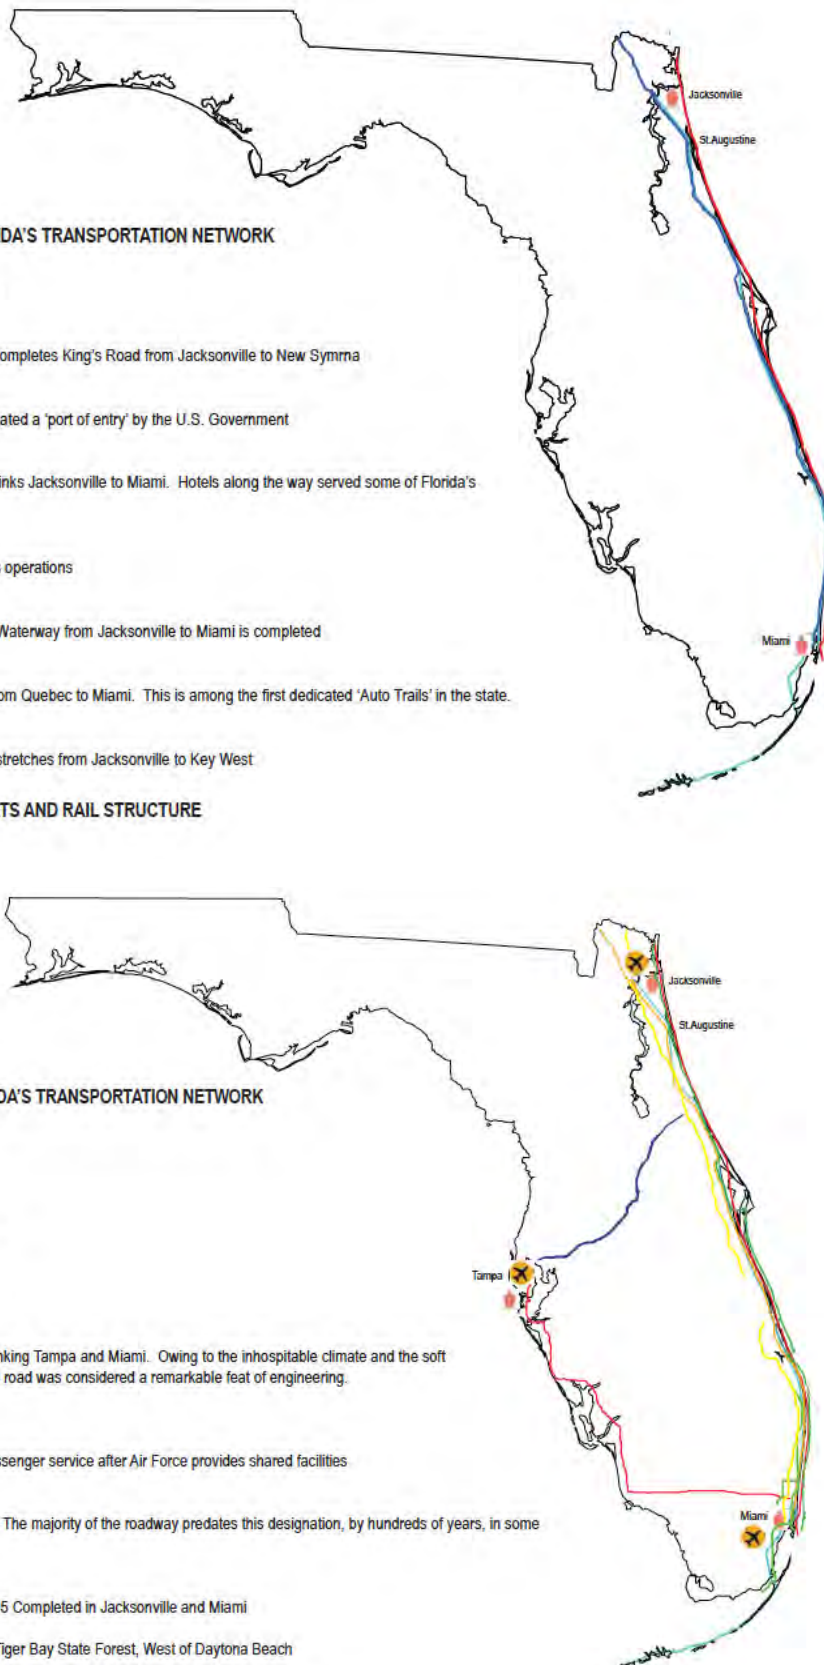 Jacksonville
St.Augustine
IDA'S TRANSPORTATION NETWORK
ompletes King's Road from Jacksonville to New Symrna
ated a 'port of entry' by the U.S. Government
inks Jacksonville to Miami. Hotels along the way served some of Florida's
operations
Waterway from Jacksonville to Miami is completed
Miami
om Quebec to Miami. This is among the first dedicated 'Auto Trails' in the state.
stretches from Jacksonville to Key West
TS AND RAIL STRUCTURE
Jacksonville
St.Augustine
DA'S TRANSPORTATION NETWORK
Tampa
nking Tampa and Miami. Owing to the inhospitable climate and the soft
road was considered a remarkable feat of engineering.
ssenger service after Air Force provides shared facilities
Miami
The majority of the roadway predates this designation, by hundreds of years, in some
5 Completed in Jacksonville and Miami
Tiger Bay State Forest, West of Daytona Beach